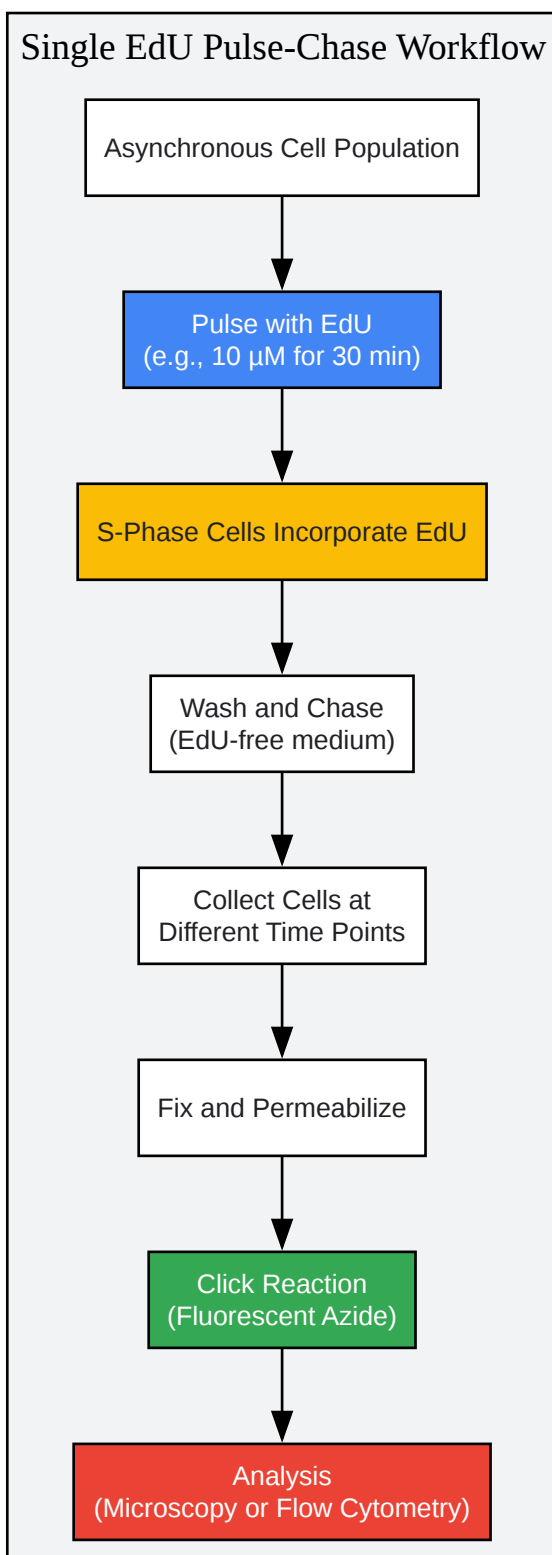 Single EdU Pulse-Chase Workflow
Asynchronous Cell Population
Pulse with EdU
(e.g., 10 µM for 30 min)
S-Phase Cells Incorporate EdU
Wash and Chase
(EdU-free medium)
Collect Cells at
Different Time Points
Fix and Permeabilize
Click Reaction
(Fluorescent Azide)
Analysis
(Microscopy or Flow Cytometry)